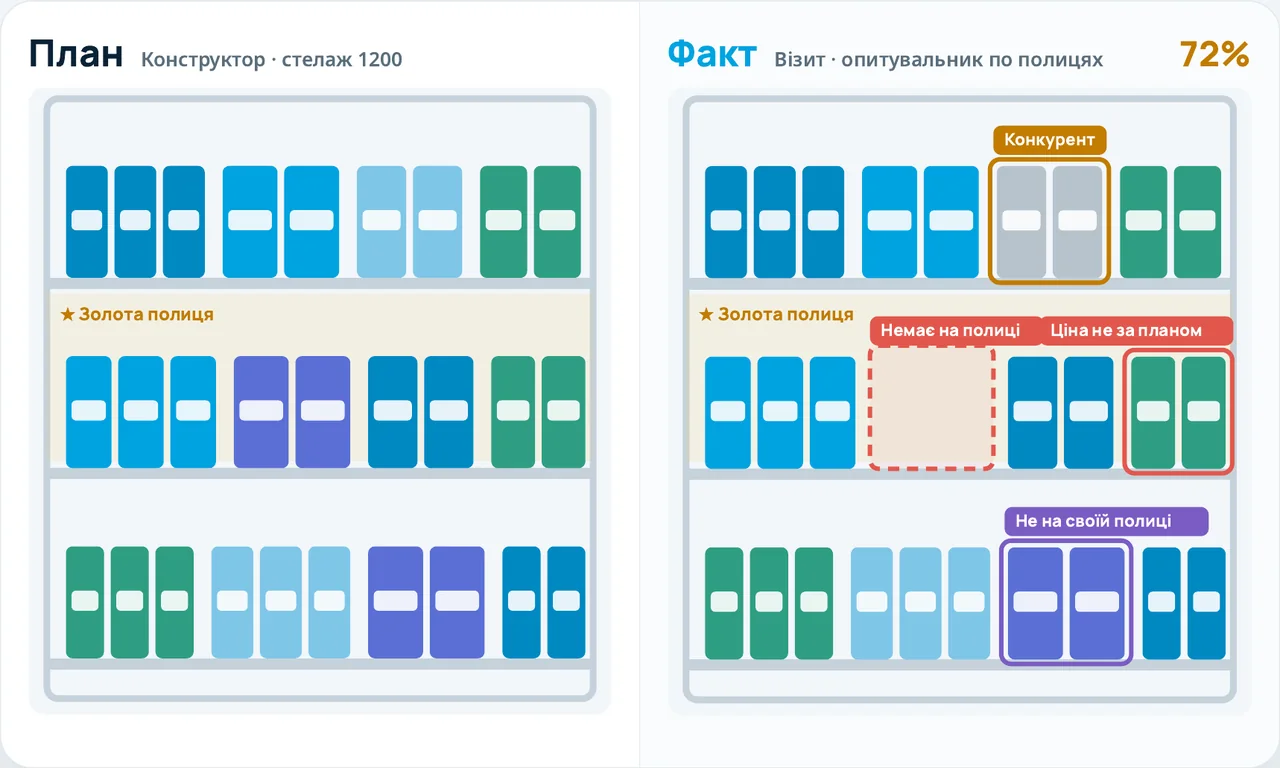 План Конструктор · стелаж 1200
★ Золота полиця
Факт Візит · опитувальник по полицях 72%
Конкурент
★ Золота полиця
Немає на полиці
Ціна не за планом
Не на своїй полиці